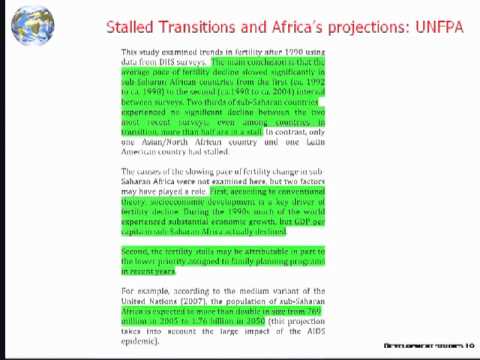 Stalled Transitions and Africa's projections: UNFPA
This study examined trends in fertility after 1990 using
data from DHS surveys. The main conclusion is that the
average pace of fertility decline slowed significantly in
sub-Saharan African countries from the first (ca. 1992
to ca. 1998) to the second (ca.1998 to ca. 2004) interval
between surveys. Two thirds of sub-Saharan countries
experienced no significant decline between the two
most recent surveys, even among countries in
transition, more than half are in a stall. In contrast, only
one Asian/North African country and one Latin
American country had stalled.
The causes of the slowing pace of fertility change in sub-
Saharan Africa were not examined here, but two factors
may have played a role. First, according to conventional
theory, socioeconomic development is a key driver of
fertility decline. During the 1990s much of the world
experienced substantial economic growth, but GDP per
capita in sub-Saharan Africa actually declined.
Second, the fertility stalls may be attributable in part to
the lower priority assigned to family planning programs
in recent years.
For example, according to the medium variant of the
United Nations (2007), the population of sub-Saharan
Africa is expected to more than double in size from 769
million in 2005 to 1.76 billion in 2050 (this projection
takes into account the large impact of the AIDS
epidemic).